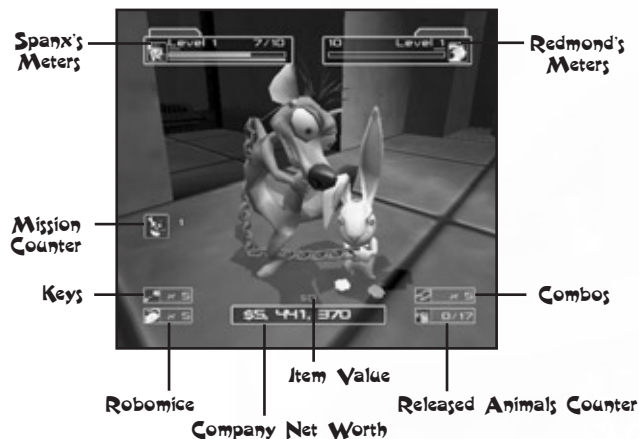 Spanx's
Meters
Level 1 7/10
10 Level 1
Redmond's
Meters
Mission
Counter
1
Keys
x 5
x 5
Combos
x 5
0/17
$5, 441, 370
Item Value
Robomice
Released Animals Counter
Company Net Worth